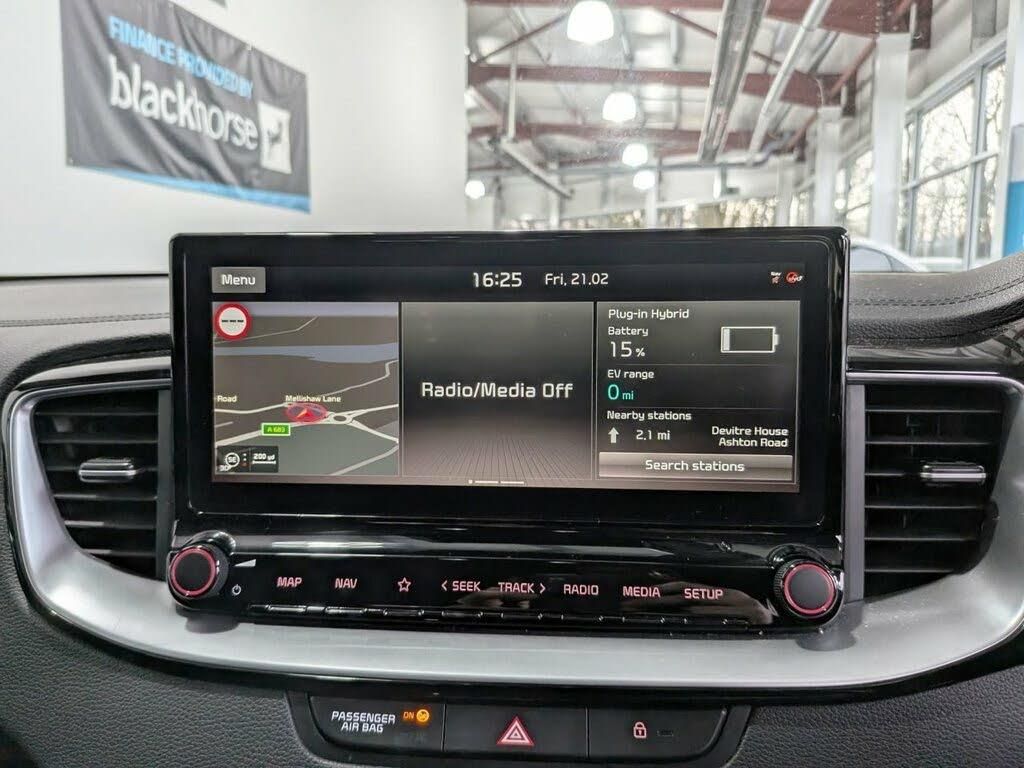 FINANCE PROVIDED BY
blackhorse
Menu
16:25 Fri, 21.02
Road
Mellishaw Lane
A 683
SE
3D
200 yd
Radio/Media Off
Plug-in Hybrid
Battery
15 %
EV range
0 mi
Nearby stations
2.1 mi
Devitre House
Ashton Road
Search stations
MAP NAV < SEEK TRACK > RADIO MEDIA SETUP
PASSENGER
AIR BAG
ON